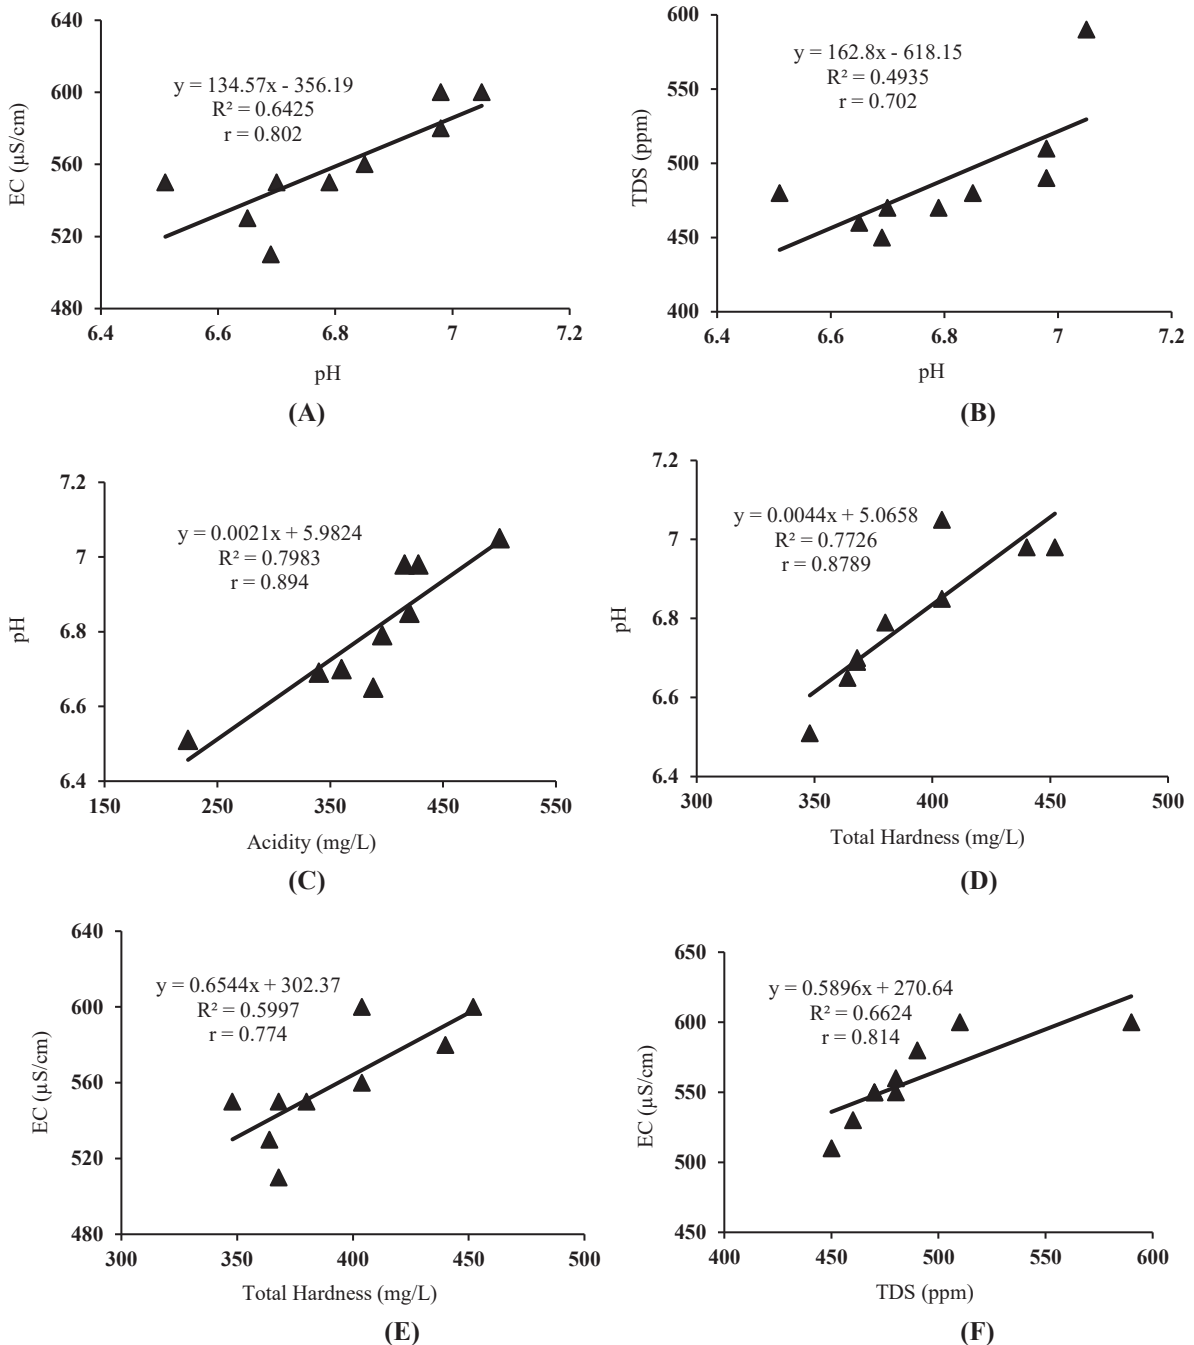 640
600
560
520
480
EC (µS/cm)
y = 134.57x - 356.19
R² = 0.6425
r = 0.802
6.4
6.6
6.8
7
7.2
pH
(A)
600
550
500
450
400
TDS (ppm)
y = 162.8x - 618.15
R² = 0.4935
r = 0.702
6.4
6.6
6.8
7
7.2
pH
(B)
7.2
7
6.8
6.6
6.4
pH
y = 0.0021x + 5.9824
R² = 0.7983
r = 0.894
150
250
350
450
550
Acidity (mg/L)
(C)
7.2
7
6.8
6.6
6.4
pH
y = 0.0044x + 5.0658
R² = 0.7726
r = 0.8789
300
350
400
450
500
Total Hardness (mg/L)
(D)
640
600
560
520
480
EC (µS/cm)
y = 0.6544x + 302.37
R² = 0.5997
r = 0.774
300
350
400
450
500
Total Hardness (mg/L)
(E)
650
600
550
500
450
EC (µS/cm)
y = 0.5896x + 270.64
R² = 0.6624
r = 0.814
400
450
500
550
600
TDS (ppm)
(F)